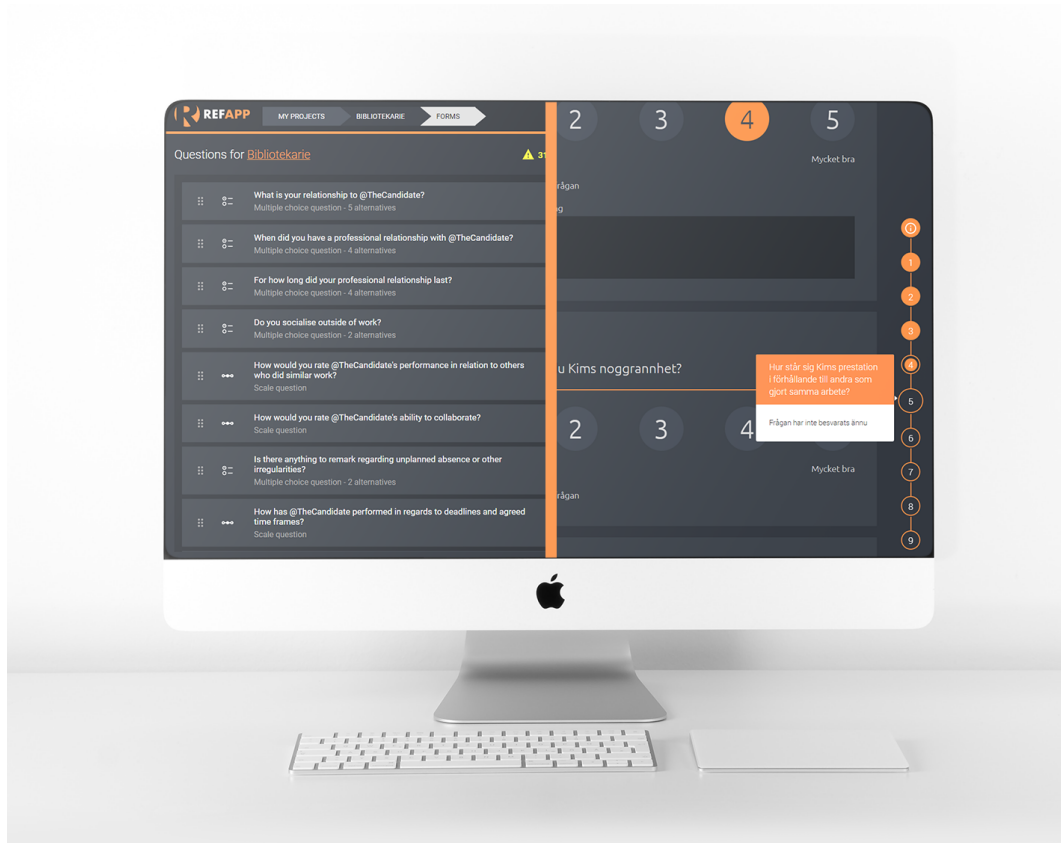 REFAPP
MY PROJECTS
BIBLIOTEKARIE
FORMS
Questions for Bibliotekarie
31
What is your relationship to @TheCandidate?
Multiple choice question - 5 alternatives
When did you have a professional relationship with @TheCandidate?
Multiple choice question - 4 alternatives
For how long did your professional relationship last?
Multiple choice question - 4 alternatives
Do you socialise outside of work?
Multiple choice question - 2 alternatives
How would you rate @TheCandidate's performance in relation to others
who did similar work?
Scale question
How would you rate @TheCandidate's ability to collaborate?
Scale question
Is there anything to remark regarding unplanned absence or other
irregularities?
Multiple choice question - 2 alternatives
How has @TheCandidate performed in regards to deadlines and agreed
time frames?
Scale question
2 3 4 5
Mycket bra
rågan
g
u Kims noggrannhet?
2 3 4
Mycket bra
rågan
Hur står sig Kims prestation
i förhållande till andra som
gjort samma arbete?
Frågan har inte besvarats ännu
1
2
3
4
5
6
7
8
9